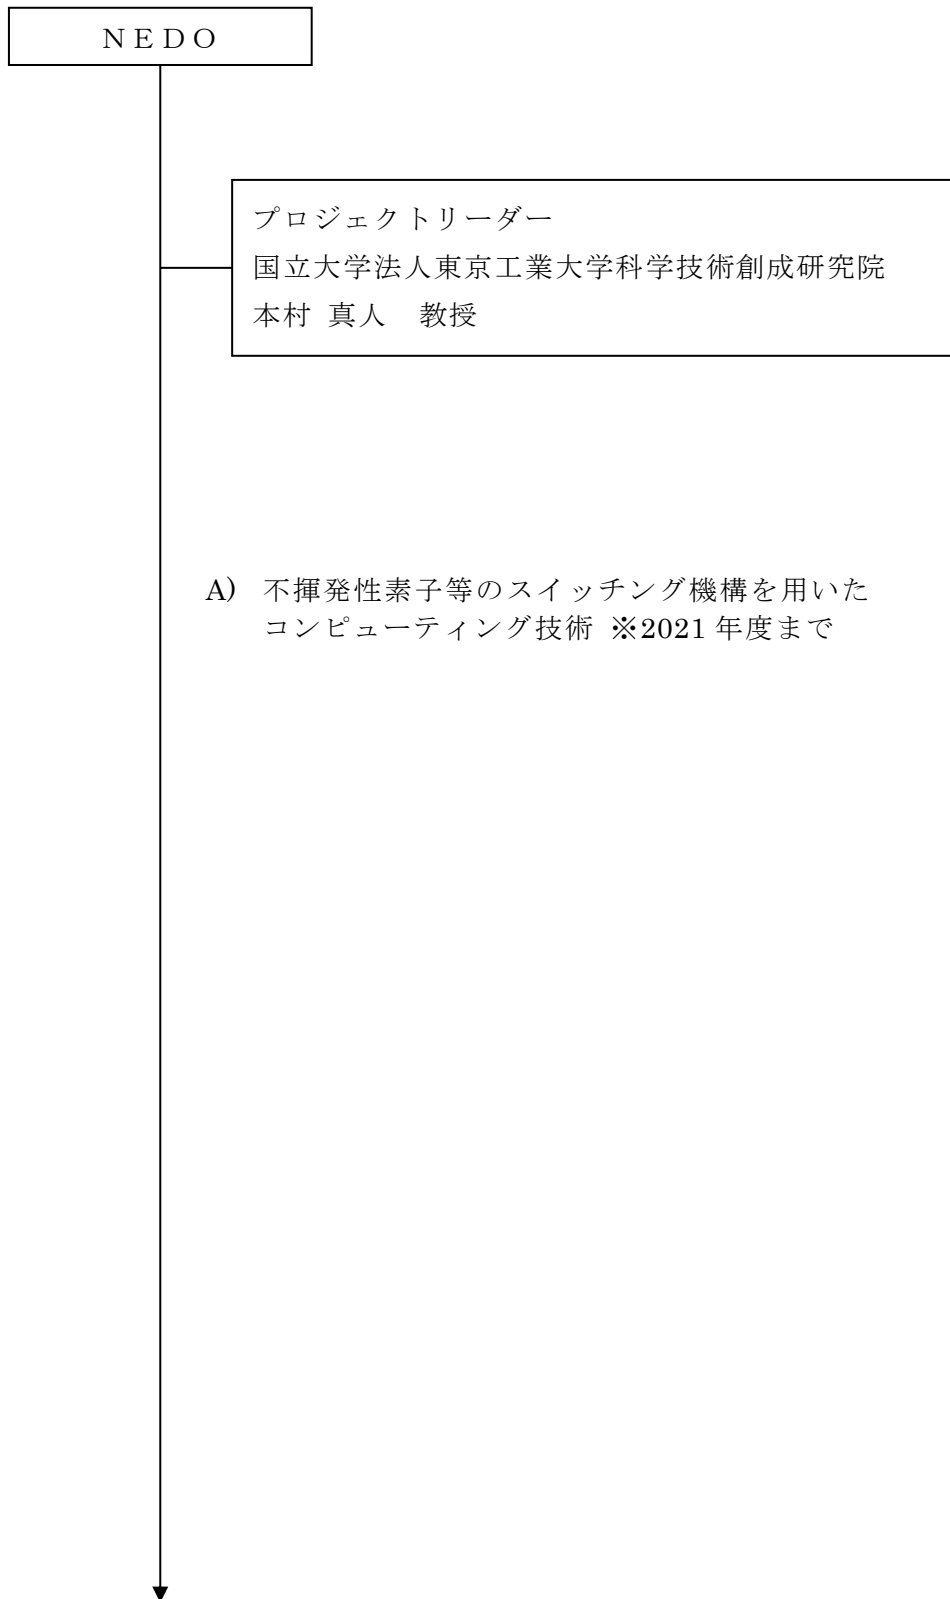 ＮＥＤＯ
プロジェクトリーダー
国立大学法人東京工業大学科学技術創成研究院
本村 真人　教授
A) 不揮発性素子等のスイッチング機構を用いた
コンピューティング技術 ※2021 年度まで